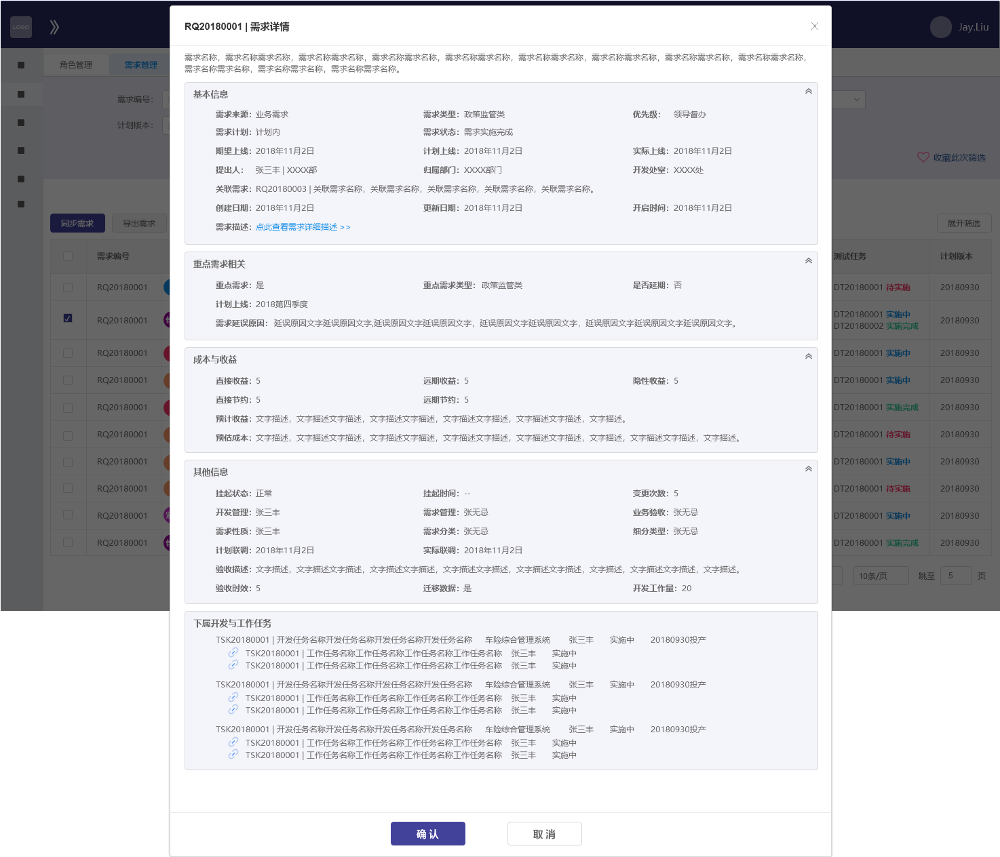 LOGO
Jay.Liu
角色管理
需求管理
需求编号：
计划版本：
收藏此次筛选
同步需求
导出需求
展开筛选
需求编号
测试任务
计划版本
RQ20180001
DT20180001 待实施
20180930
RQ20180001
DT20180001 实施中
DT20180002 实施完成
20180930
RQ20180001
DT20180001 实施中
20180930
RQ20180001
DT20180001 实施中
20180930
RQ20180001
DT20180001 实施完成
20180930
RQ20180001
DT20180001 待实施
20180930
RQ20180001
DT20180001 实施中
20180930
RQ20180001
DT20180001 待实施
20180930
RQ20180001
DT20180001 实施中
20180930
RQ20180001
DT20180001 实施完成
20180930
10条/页
跳至
5
页
RQ20180001 | 需求详情
需求名称，需求名称需求名称，需求名称需求名称，需求名称需求名称，需求名称需求名称，需求名称需求名称，需求名称需求名称，需求名称需求名称，需求名称需求名称，
需求名称需求名称，需求名称需求名称，需求名称需求名称。
基本信息
需求来源：业务需求
需求类型：政策监管类
优先级： 领导督办
需求计划：计划内
需求状态：需求实施完成
期望上线：2018年11月2日
计划上线：2018年11月2日
实际上线：2018年11月2日
提出人： 张三丰 | XXXX部
归属部门：XXXX部门
开发处室：XXXX处
关联需求：RQ20180003 | 关联需求名称，关联需求名称，关联需求名称，关联需求名称，关联需求名称。
创建日期：2018年11月2日
更新日期：2018年11月2日
开启时间：2018年11月2日
需求描述：点此查看需求详细描述 >>
重点需求相关
重点需求：是
重点需求类型：政策监管类
是否延期：否
计划上线：2018第四季度
需求延误原因：延误原因文字延误原因文字,延误原因文字延误原因文字，延误原因文字延误原因文字，延误原因文字延误原因文字延误原因文字。
成本与收益
直接收益：5
远期收益：5
隐性收益：5
直接节约：5
远期节约：5
预计收益：文字描述，文字描述文字描述，文字描述文字描述，文字描述文字描述，文字描述文字描述，文字描述。
预估成本：文字描述，文字描述文字描述，文字描述文字描述，文字描述文字描述，文字描述文字描述，文字描述，文字描述文字描述，文字描述。
其他信息
挂起状态：正常
挂起时间：--
变更次数：5
开发管理：张三丰
需求管理：张无忌
业务验收：张无忌
需求性质：张三丰
需求分类：张无忌
细分类型：张无忌
计划联调：2018年11月2日
实际联调：2018年11月2日
验收描述：文字描述，文字描述文字描述，文字描述文字描述，文字描述文字描述，文字描述文字描述，文字描述，文字描述文字描述，文字描述。
验收时效：5
迁移数据：是
开发工作量：20
下属开发与工作任务
TSK20180001 | 开发任务名称开发任务名称开发任务名称开发任务名称 车险综合管理系统 张三丰 实施中 20180930投产
TSK20180001 | 工作任务名称工作任务名称工作任务名称工作任务名称 张三丰 实施中
TSK20180001 | 工作任务名称工作任务名称工作任务名称工作任务名称 张三丰 实施中
TSK20180001 | 开发任务名称开发任务名称开发任务名称开发任务名称 车险综合管理系统 张三丰 实施中 20180930投产
TSK20180001 | 工作任务名称工作任务名称工作任务名称工作任务名称 张三丰 实施中
TSK20180001 | 工作任务名称工作任务名称工作任务名称工作任务名称 张三丰 实施中
TSK20180001 | 开发任务名称开发任务名称开发任务名称开发任务名称 车险综合管理系统 张三丰 实施中 20180930投产
TSK20180001 | 工作任务名称工作任务名称工作任务名称工作任务名称 张三丰 实施中
TSK20180001 | 工作任务名称工作任务名称工作任务名称工作任务名称 张三丰 实施中
确 认
取 消